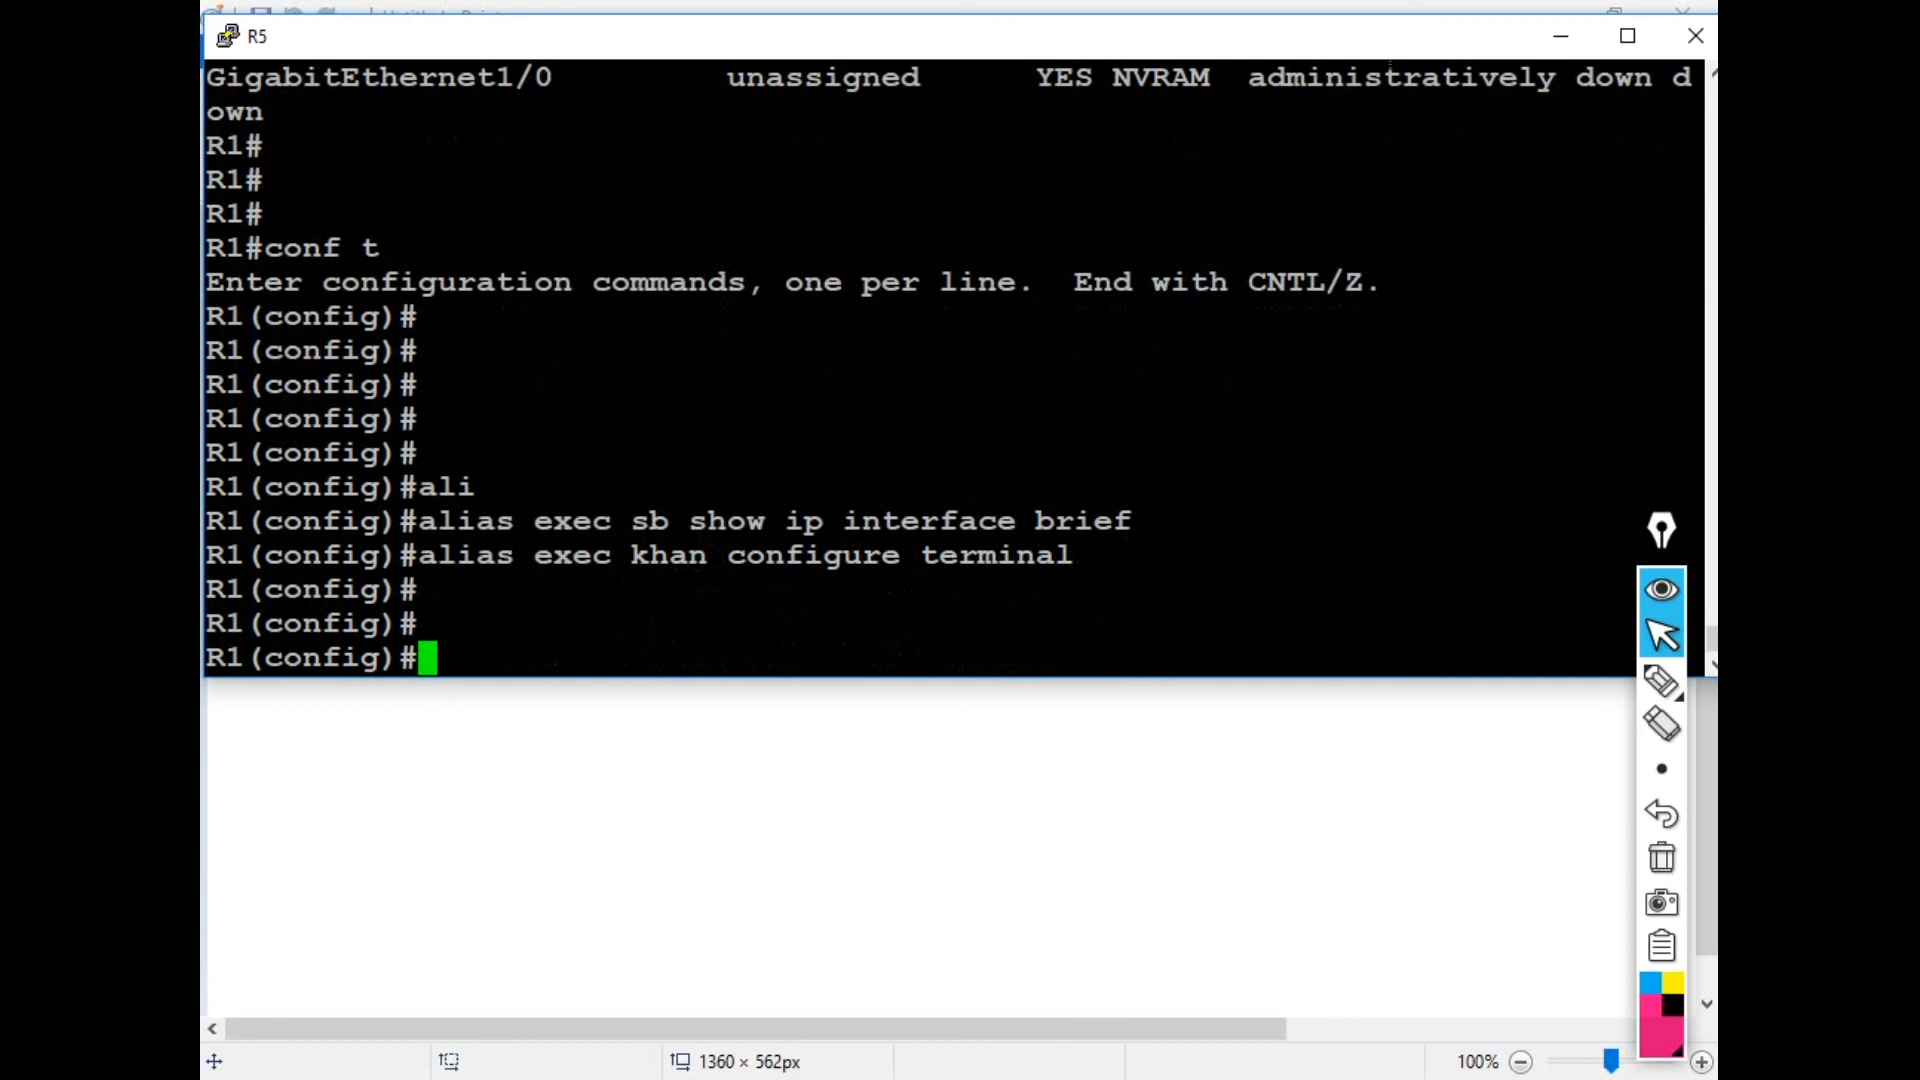 R5
GigabitEthernet1/0 unassigned YES NVRAM administratively down d
own
R1#
R1#
R1#
R1#conf t
Enter configuration commands, one per line. End with CNTL/Z.
R1(config)#
R1(config)#
R1(config)#
R1(config)#
R1(config)#
R1(config)#ali
R1(config)#alias exec sb show ip interface brief
R1(config)#alias exec khan configure terminal
R1(config)#
R1(config)#
R1(config)#
1360 × 562px
100%